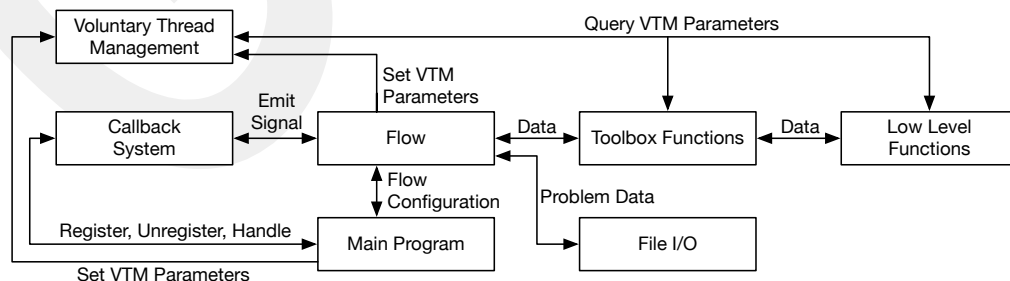 Voluntary Thread
Management
Query VTM Parameters
Set VTM
Parameters
Emit
Signal
Callback
System
Flow
Data
Toolbox Functions
Data
Low Level
Functions
Flow
Configuration
Problem Data
Register, Unregister, Handle
Main Program
File I/O
Set VTM Parameters